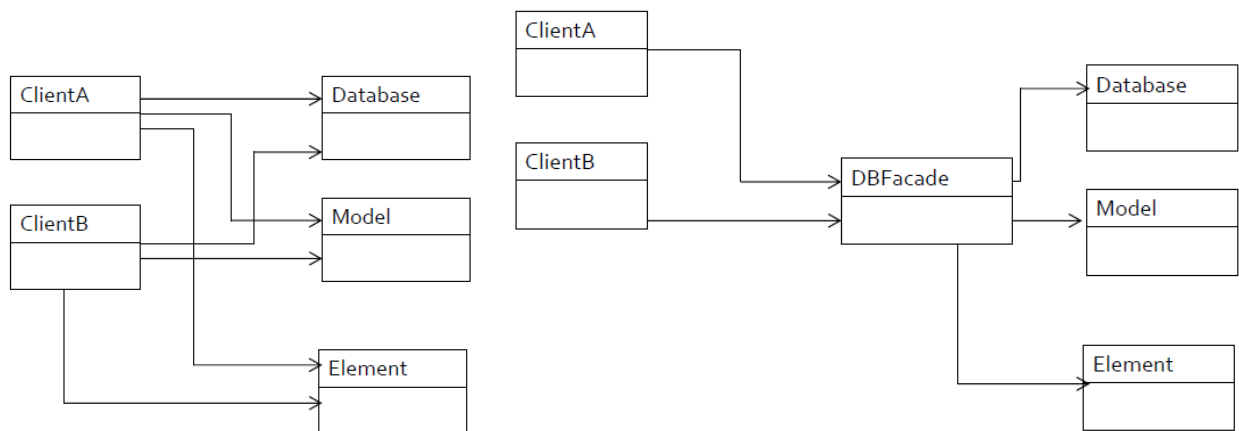 ClientA
Database
ClientB
Model
Element
ClientA
ClientB
DBFacade
Database
Model
Element